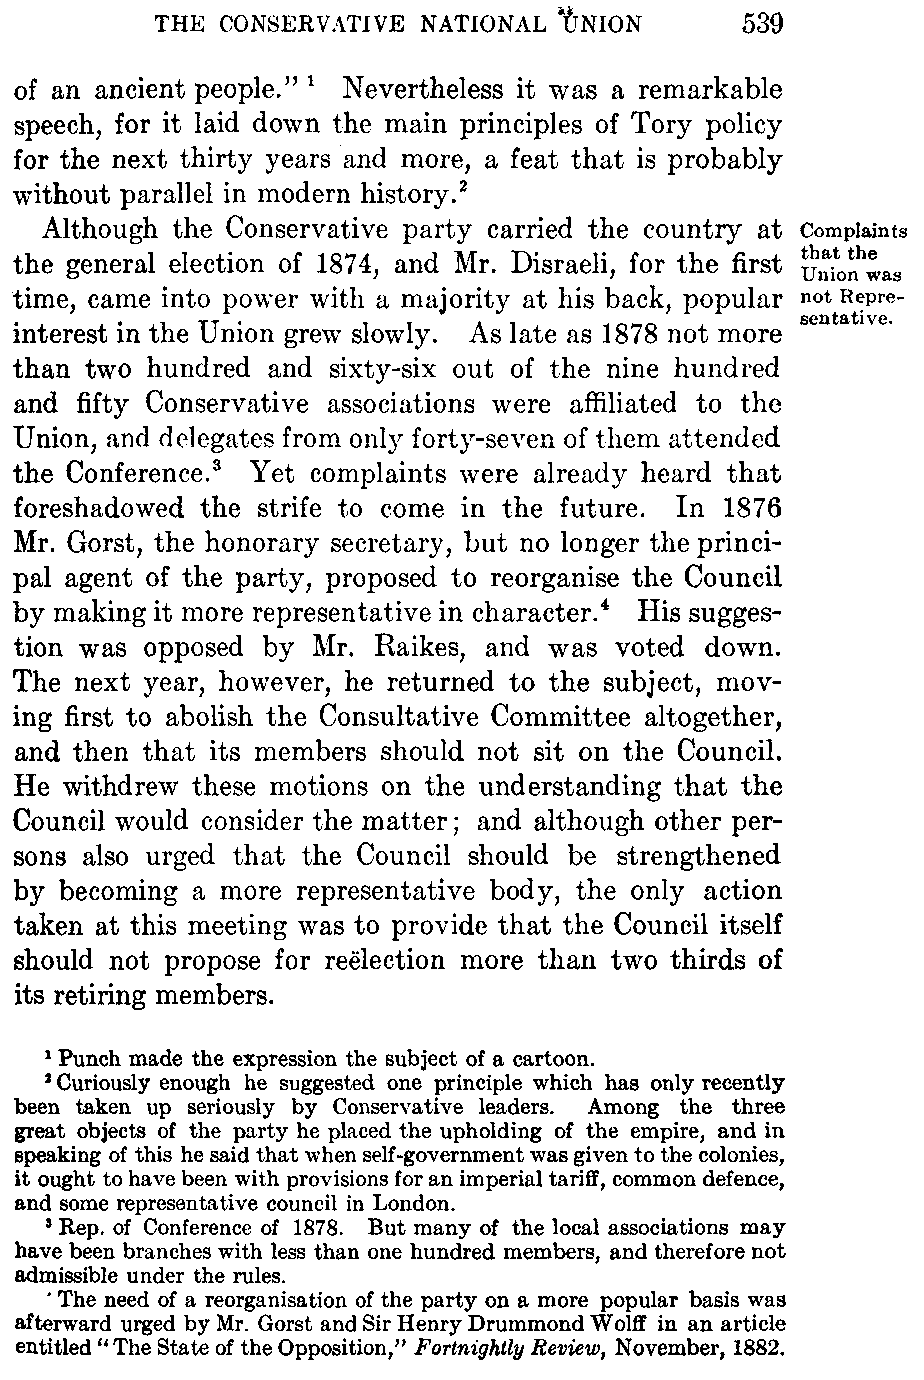 THE CONSERVATIVE NATIONAL UNION 539
of an ancient people." ¹ Nevertheless it was a remarkable
speech, for it laid down the main principles of Tory policy
for the next thirty years and more, a feat that is probably
without parallel in modern history.²
Although the Conservative party carried the country at
the general election of 1874, and Mr. Disraeli, for the first
time, came into power with a majority at his back, popular
interest in the Union grew slowly. As late as 1878 not more
than two hundred and sixty-six out of the nine hundred
and fifty Conservative associations were affiliated to the
Union, and delegates from only forty-seven of them attended
the Conference.³ Yet complaints were already heard that
foreshadowed the strife to come in the future. In 1876
Mr. Gorst, the honorary secretary, but no longer the princi-
pal agent of the party, proposed to reorganise the Council
by making it more representative in character.⁴ His sugges-
tion was opposed by Mr. Raikes, and was voted down.
The next year, however, he returned to the subject, mov-
ing first to abolish the Consultative Committee altogether,
and then that its members should not sit on the Council.
He withdrew these motions on the understanding that the
Council would consider the matter; and although other per-
sons also urged that the Council should be strengthened
by becoming a more representative body, the only action
taken at this meeting was to provide that the Council itself
should not propose for reëlection more than two thirds of
its retiring members.
Complaints
that the
Union was
not Repre-
sentative.
¹ Punch made the expression the subject of a cartoon.
² Curiously enough he suggested one principle which has only recently
been taken up seriously by Conservative leaders. Among the three
great objects of the party he placed the upholding of the empire, and in
speaking of this he said that when self-government was given to the colonies,
it ought to have been with provisions for an imperial tariff, common defence,
and some representative council in London.
³ Rep. of Conference of 1878. But many of the local associations may
have been branches with less than one hundred members, and therefore not
admissible under the rules.
⁴ The need of a reorganisation of the party on a more popular basis was
afterward urged by Mr. Gorst and Sir Henry Drummond Wolff in an article
entitled "The State of the Opposition," Fortnightly Review, November, 1882.